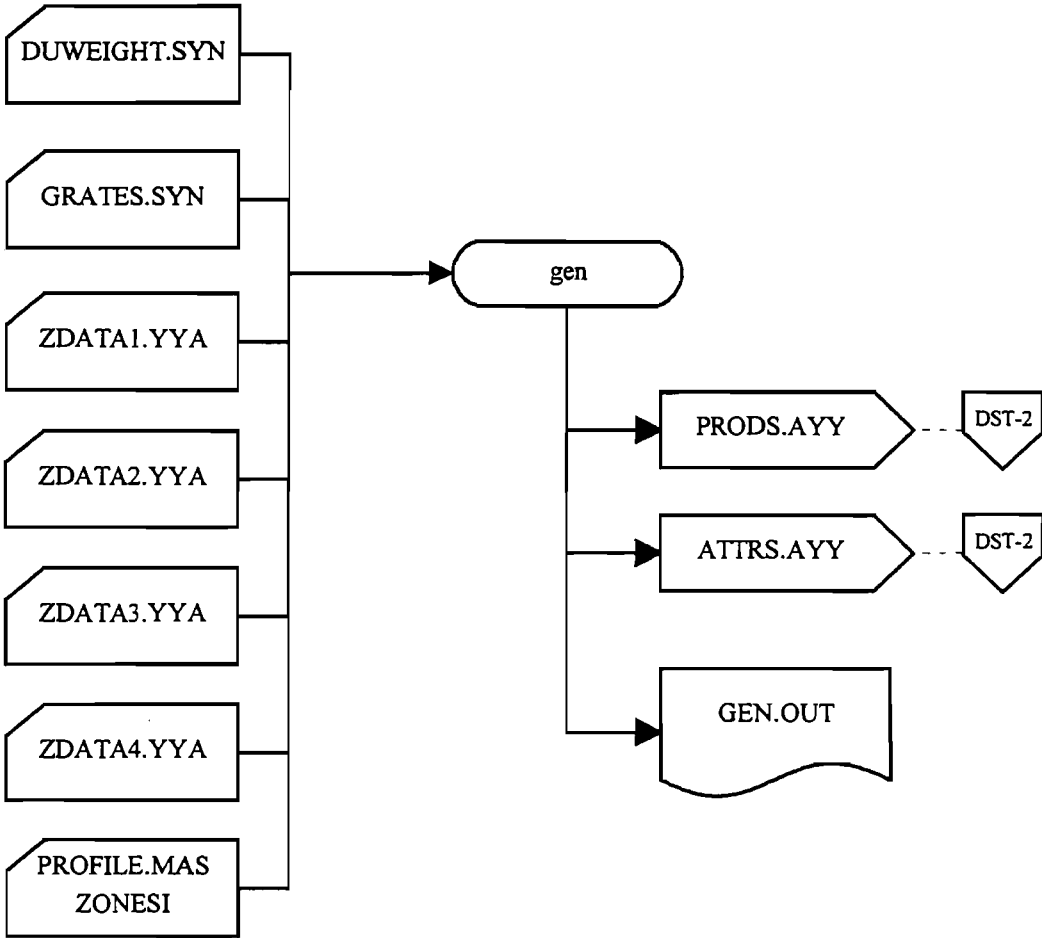 DUWEIGHT.SYN
GRATES.SYN
ZDATA1.YYA
ZDATA2.YYA
ZDATA3.YYA
ZDATA4.YYA
PROFILE.MAS
ZONESI
gen
PRODS.AYY
DST-2
ATTRS.AYY
DST-2
GEN.OUT